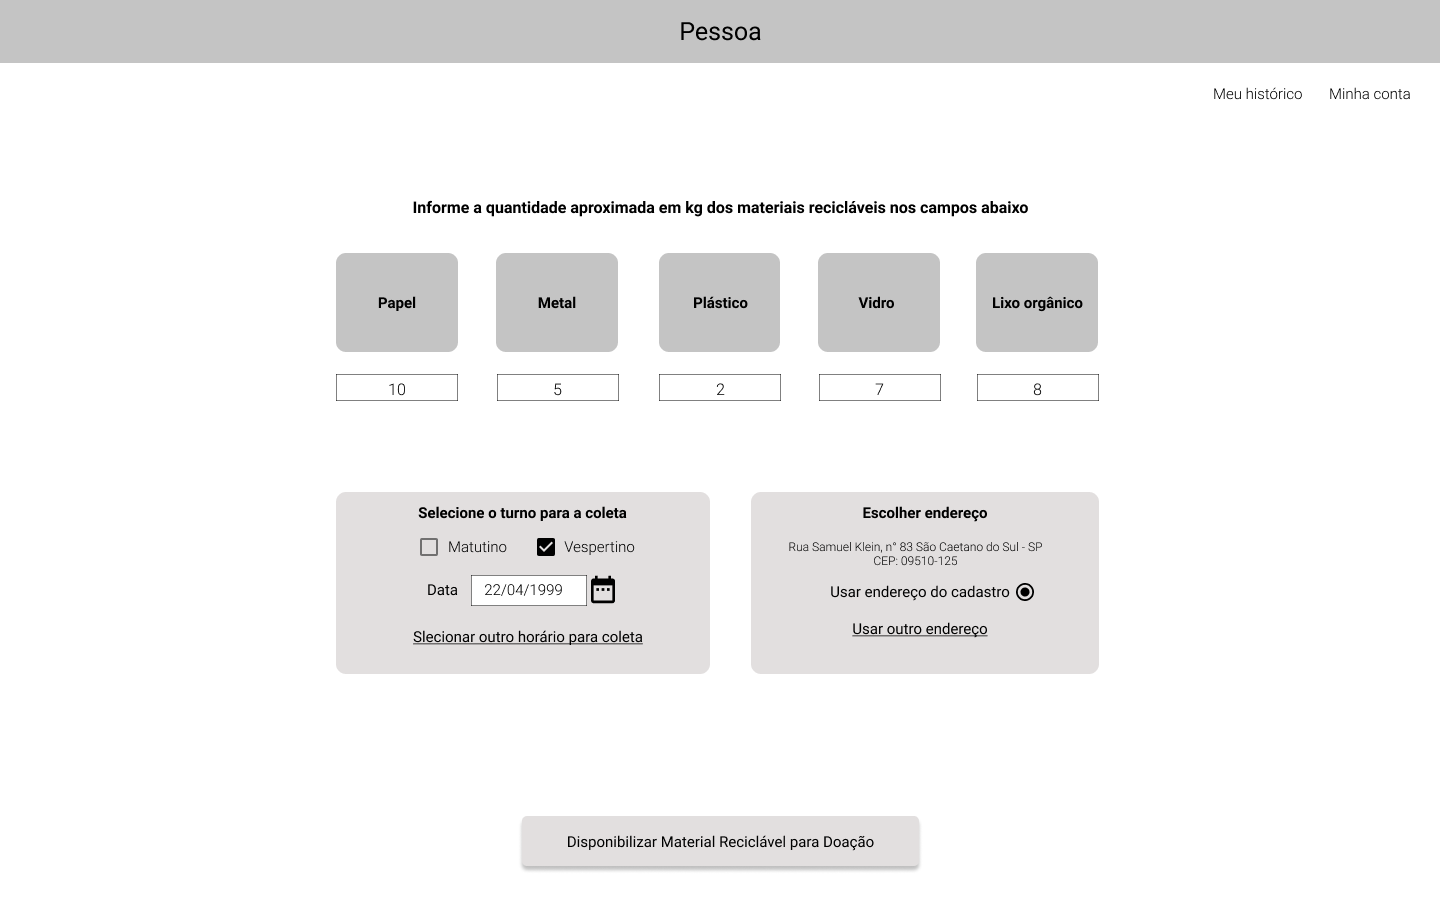 Pessoa
Meu histórico
Minha conta
Informe a quantidade aproximada em kg dos materiais recicláveis nos campos abaixo
Papel
Metal
Plástico
Vidro
Lixo orgânico
10
5
2
7
8
Selecione o turno para a coleta
Matutino
Vespertino
Data
22/04/1999
Slecionar outro horário para coleta
Escolher endereço
Rua Samuel Klein, n° 83 São Caetano do Sul - SP
CEP: 09510-125
Usar endereço do cadastro
Usar outro endereço
Disponibilizar Material Reciclável para Doação